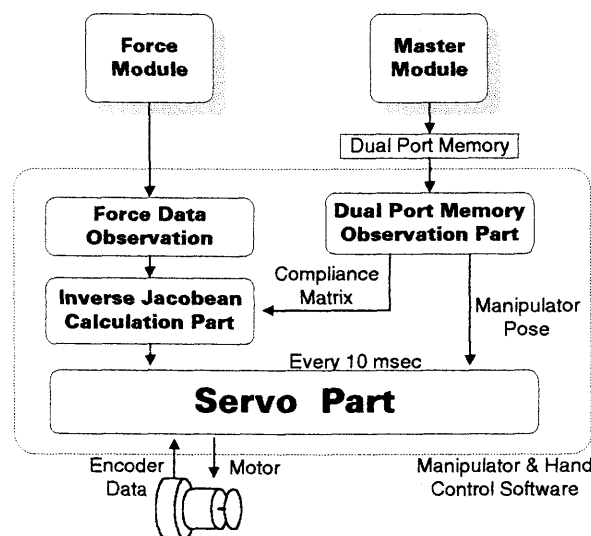 Force
Module
Master
Module
Dual Port Memory
Force Data
Observation
Dual Port Memory
Observation Part
Compliance
Matrix
Inverse Jacobean
Calculation Part
Manipulator
Pose
Every 10 msec
Servo Part
Encoder
Data
Motor
Manipulator & Hand
Control Software